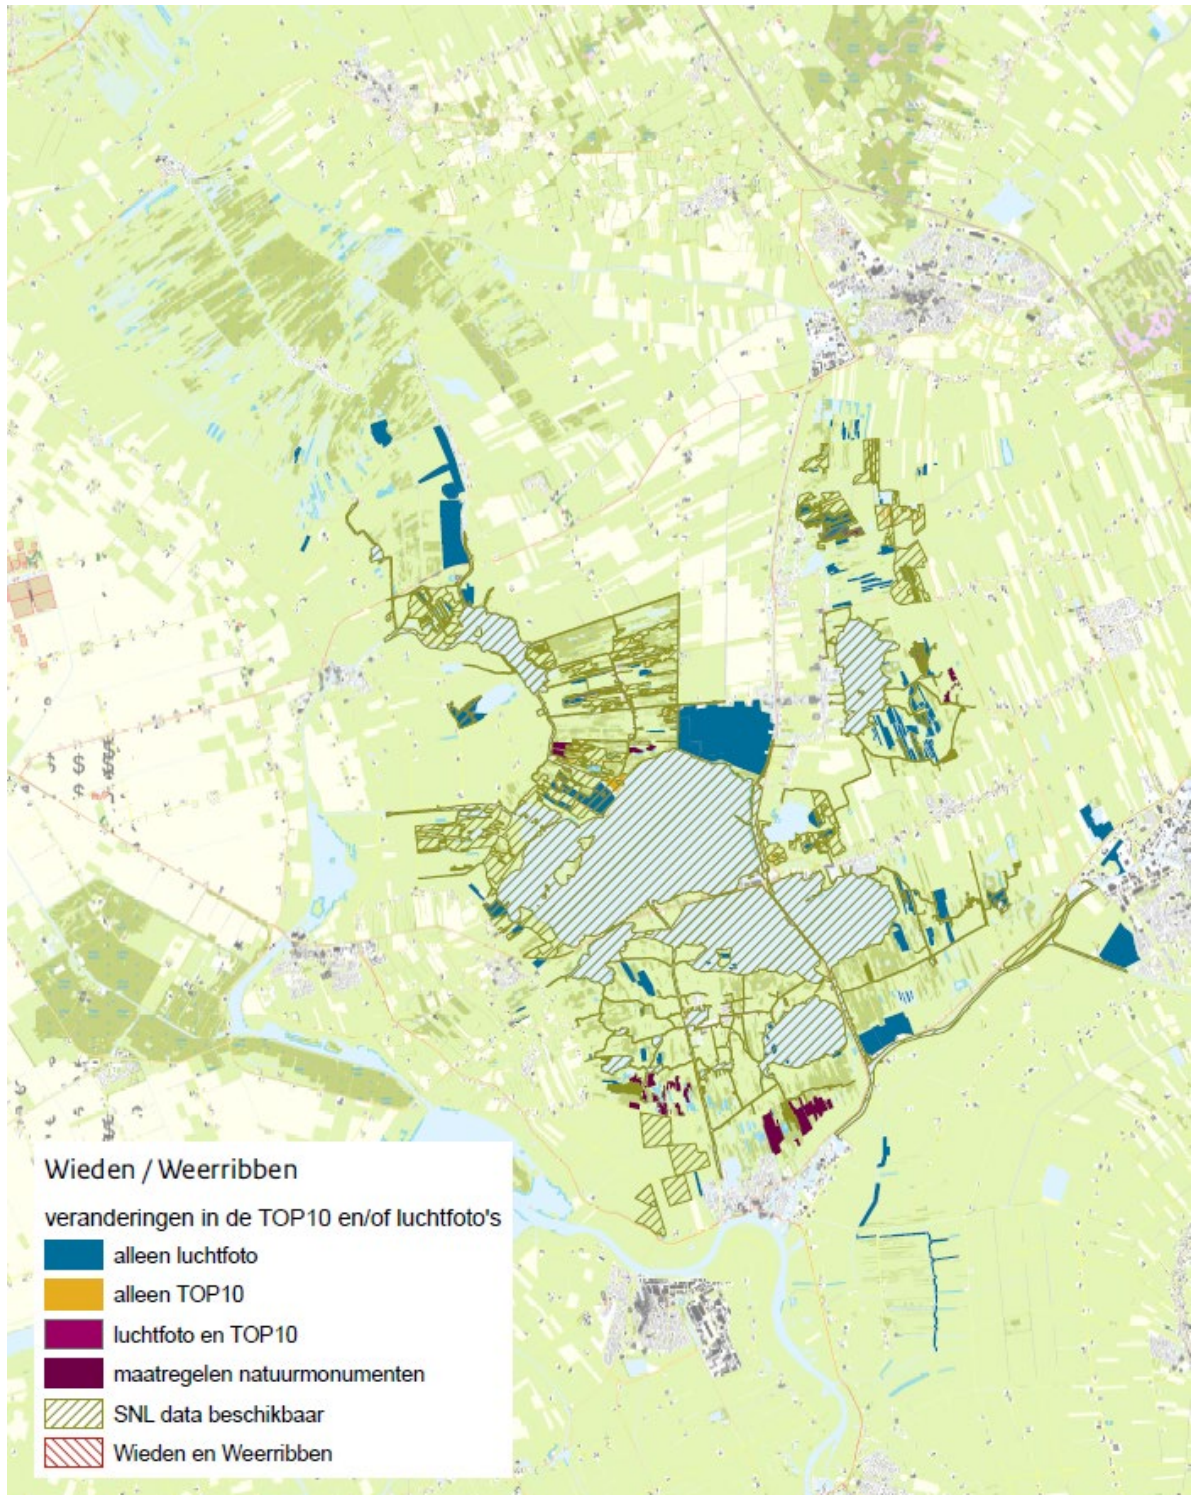 Wieden / Weerribben
veranderingen in de TOP10 en/of luchtfoto's
alleen luchtfoto
alleen TOP10
luchtfoto en TOP10
maatregelen natuurmonumenten
SNL data beschikbaar
Wieden en Weerribben